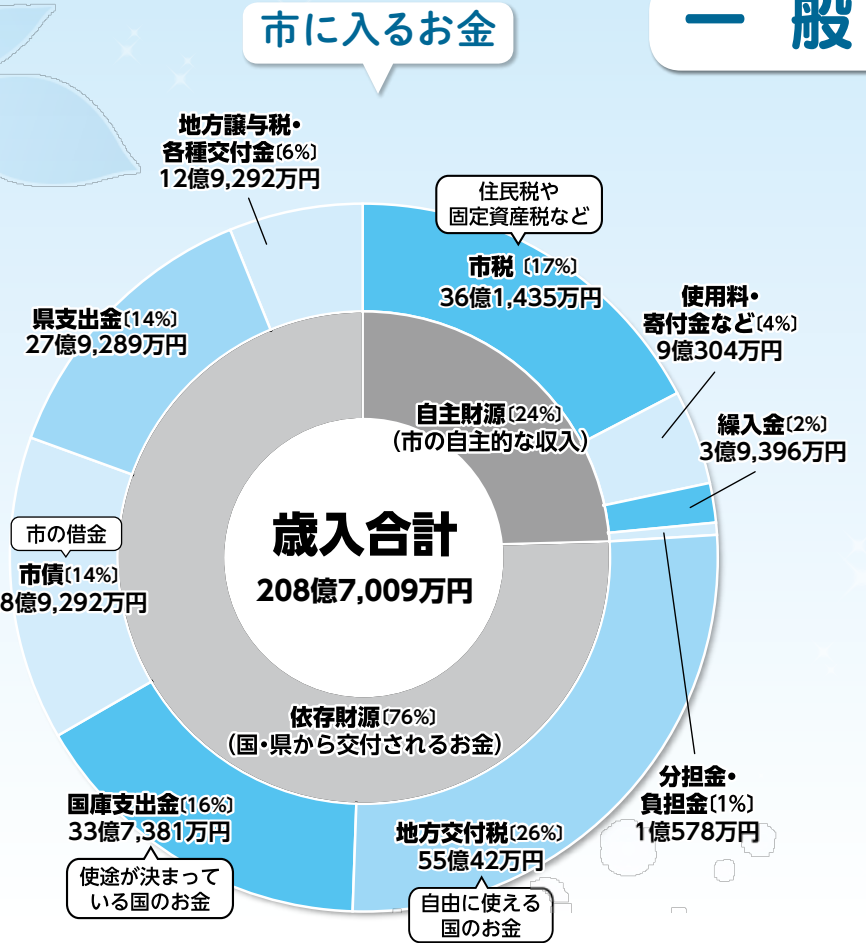 市に入るお金
一 般
地方譲与税・
各種交付金〔6%〕
12億9,292万円
住民税や
固定資産税など
市税〔17%〕
36億1,435万円
使用料・
寄付金など〔4%〕
9億304万円
繰入金〔2%〕
3億9,396万円
県支出金〔14%〕
27億9,289万円
自主財源〔24%〕
（市の自主的な収入）
歳入合計
208億7,009万円
市の借金
市債〔14%〕
8億9,292万円
依存財源〔76%〕
（国・県から交付されるお金）
国庫支出金〔16%〕
33億7,381万円
使途が決まって
いる国のお金
地方交付税〔26%〕
55億42万円
自由に使える
国のお金
分担金・
負担金〔1%〕
1億578万円